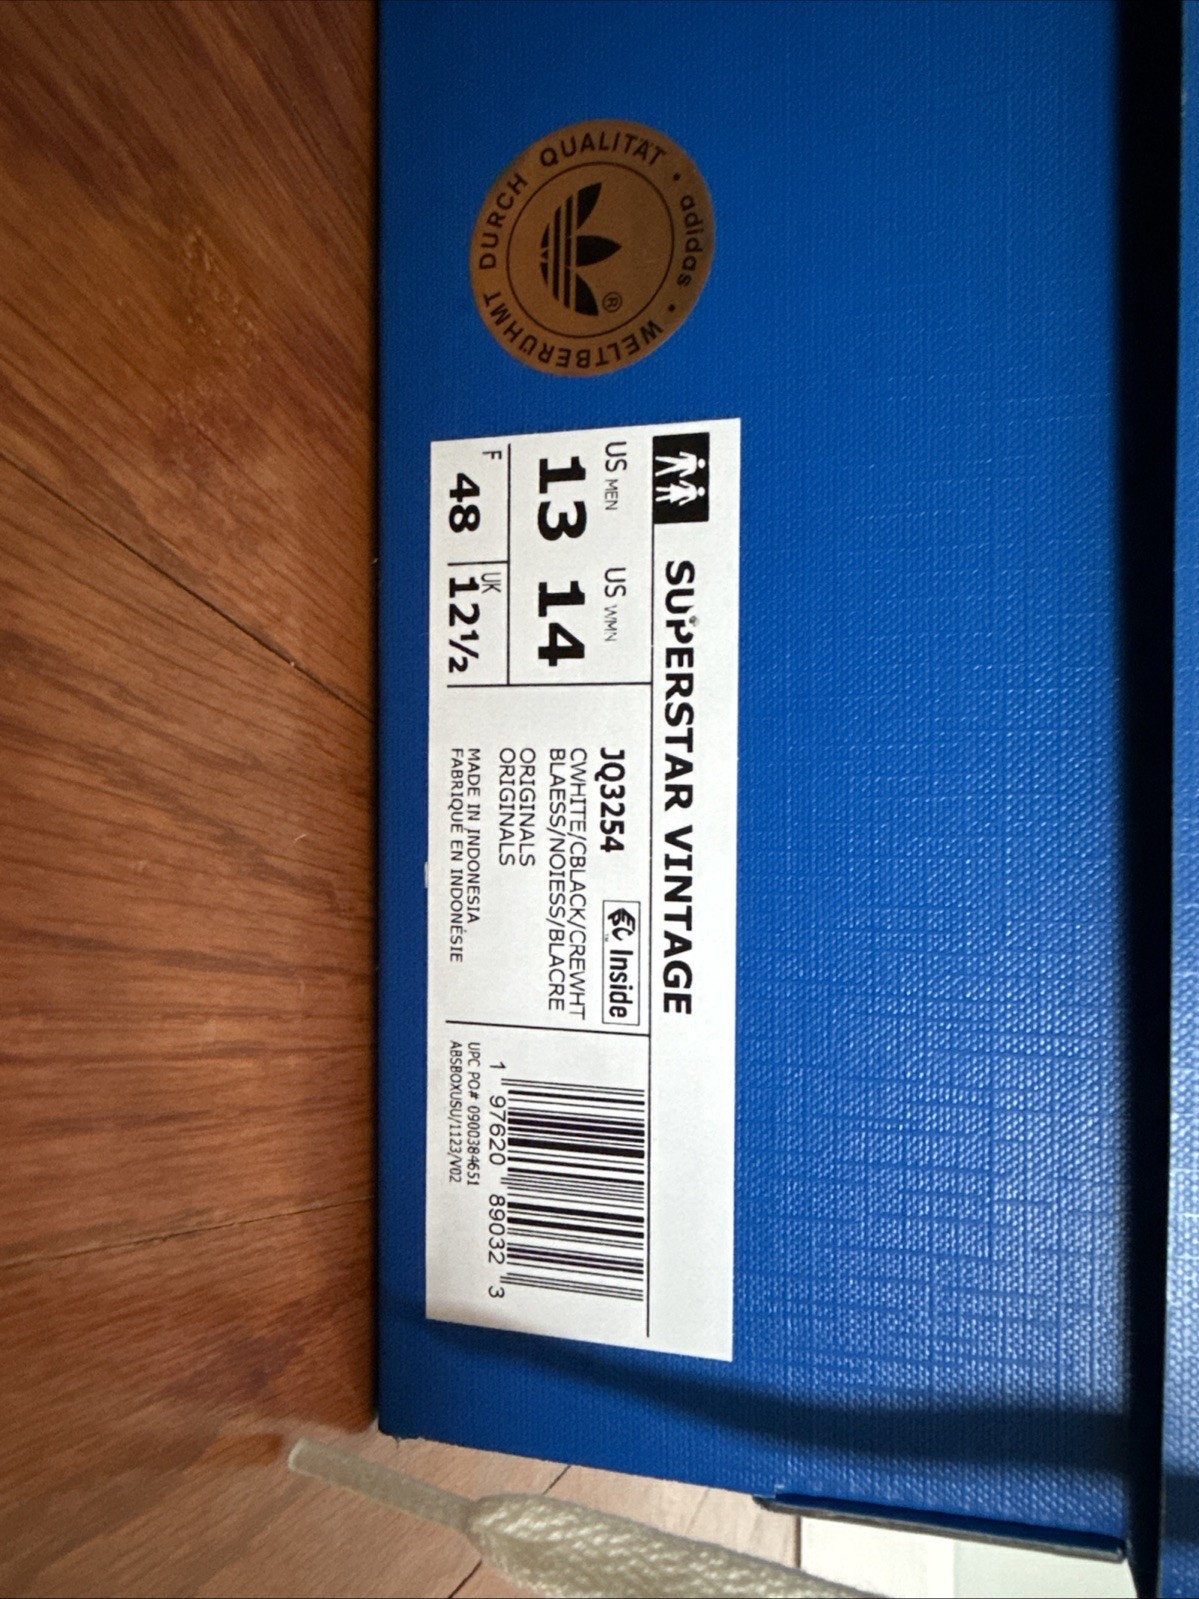 adidas • WELTBERÜHMT DURCH QUALITÄT •
®
SUPERSTAR VINTAGE
US MEN
13
US WMN
14
F
48
UK
12½
JQ3254
Inside
CWHITE/CBLACK/CREWHT
BLAESS/NOIESS/BLACRE
ORIGINALS
ORIGINALS
MADE IN INDONESIA
FABRIQUÉ EN INDONÉSIE
1 97620 89032 3
UPC PO# 0900384651
ABSBOXUSU/1123/V02